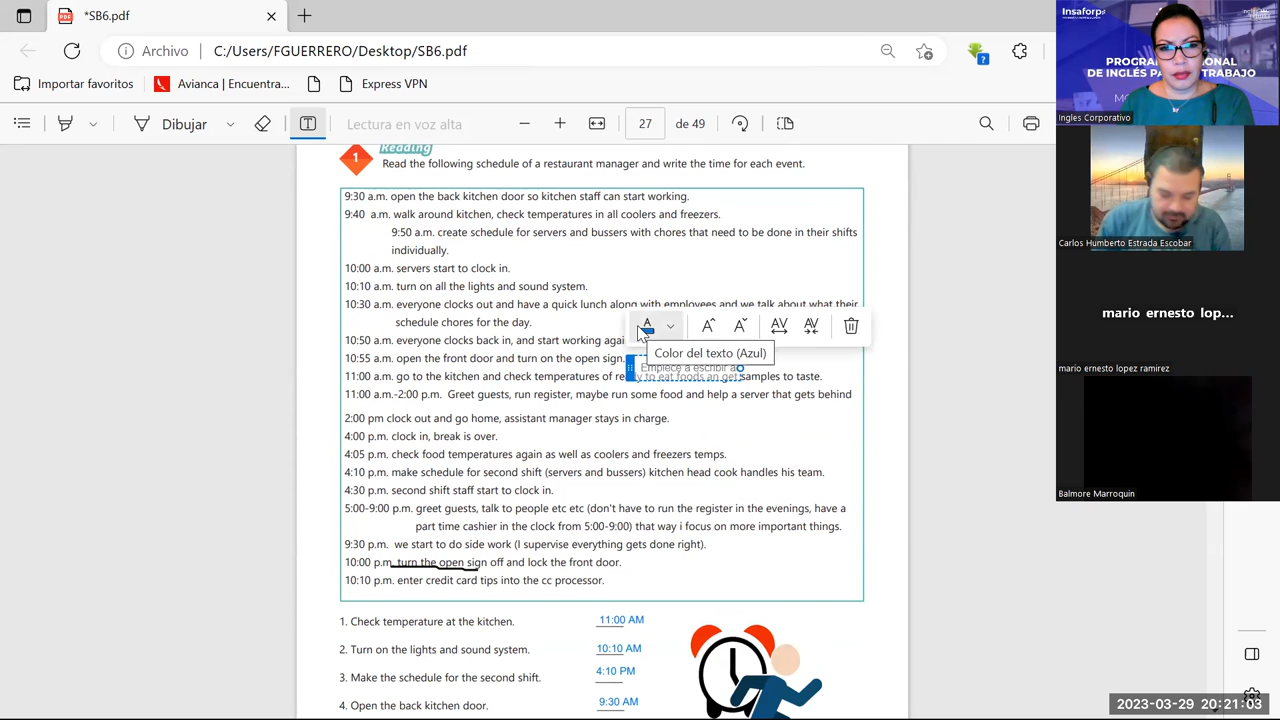 *SB6.pdf
Archivo C:/Users/FGUERRERO/Desktop/SB6.pdf
Importar favoritos Avianca | Encuentra... Express VPN
Dibujar Lectura en voz alta 27 de 49
1 Reading
Read the following schedule of a restaurant manager and write the time for each event.
9:30 a.m. open the back kitchen door so kitchen staff can start working.
9:40 a.m. walk around kitchen, check temperatures in all coolers and freezers.
9:50 a.m. create schedule for servers and bussers with chores that need to be done in their shifts
individually.
10:00 a.m. servers start to clock in.
10:10 a.m. turn on all the lights and sound system.
10:30 a.m. everyone clocks out and have a quick lunch along with employees and we talk about what their
schedule chores for the day.
10:50 a.m. everyone clocks back in, and start working agai
Color del texto (Azul)
10:55 a.m. open the front door and turn on the open sign.
Empiece a escribir a
11:00 a.m. go to the kitchen and check temperatures of ready to eat foods an get samples to taste.
11:00 a.m.-2:00 p.m. Greet guests, run register, maybe run some food and help a server that gets behind
2:00 pm clock out and go home, assistant manager stays in charge.
4:00 p.m. clock in, break is over.
4:05 p.m. check food temperatures again as well as coolers and freezers temps.
4:10 p.m. make schedule for second shift (servers and bussers) kitchen head cook handles his team.
4:30 p.m. second shift staff start to clock in.
5:00-9:00 p.m. greet guests, talk to people etc etc (don't have to run the register in the evenings, have a
part time cashier in the clock from 5:00-9:00) that way i focus on more important things.
9:30 p.m. we start to do side work (I supervise everything gets done right).
10:00 p.m. turn the open sign off and lock the front door.
10:10 p.m. enter credit card tips into the cc processor.
1. Check temperature at the kitchen. 11:00 AM
2. Turn on the lights and sound system. 10:10 AM
3. Make the schedule for the second shift. 4:10 PM
4. Open the back kitchen door. 9:30 AM
Insaforp
Ingles Corporativo
Carlos Humberto Estrada Escobar
mario ernesto lop...
mario ernesto lopez ramirez
Balmore Marroquin
2023-03-29 20:21:03